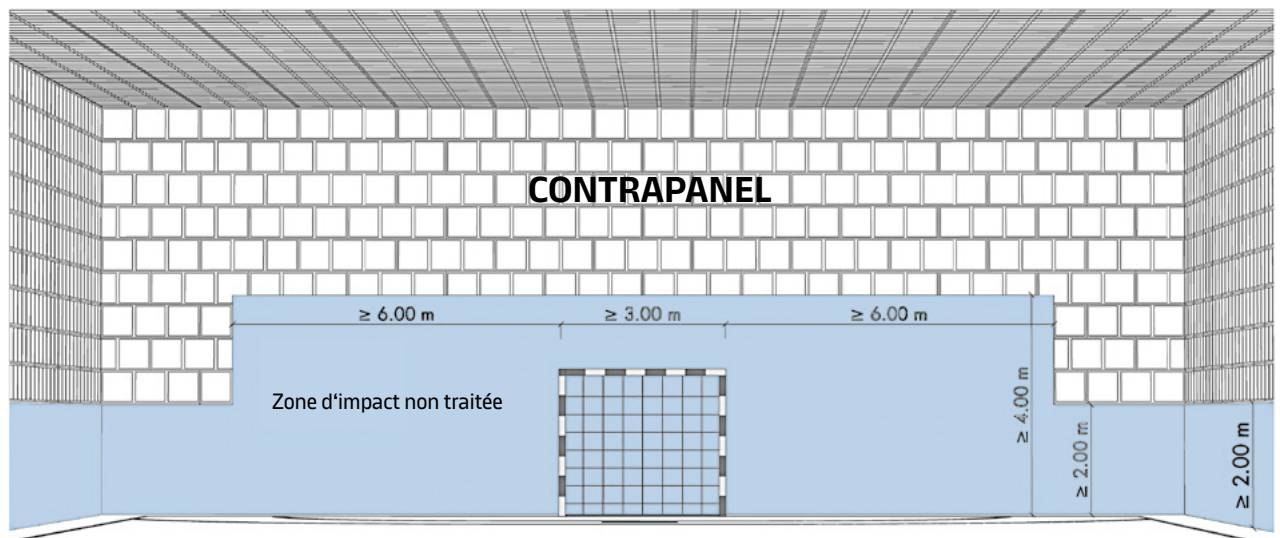 CONTRAPANEL
≥ 6.00 m
≥ 3.00 m
≥ 6.00 m
Zone d‘impact non traitée
≥ 4.00 m
≥ 2.00 m
≥ 2.00 m